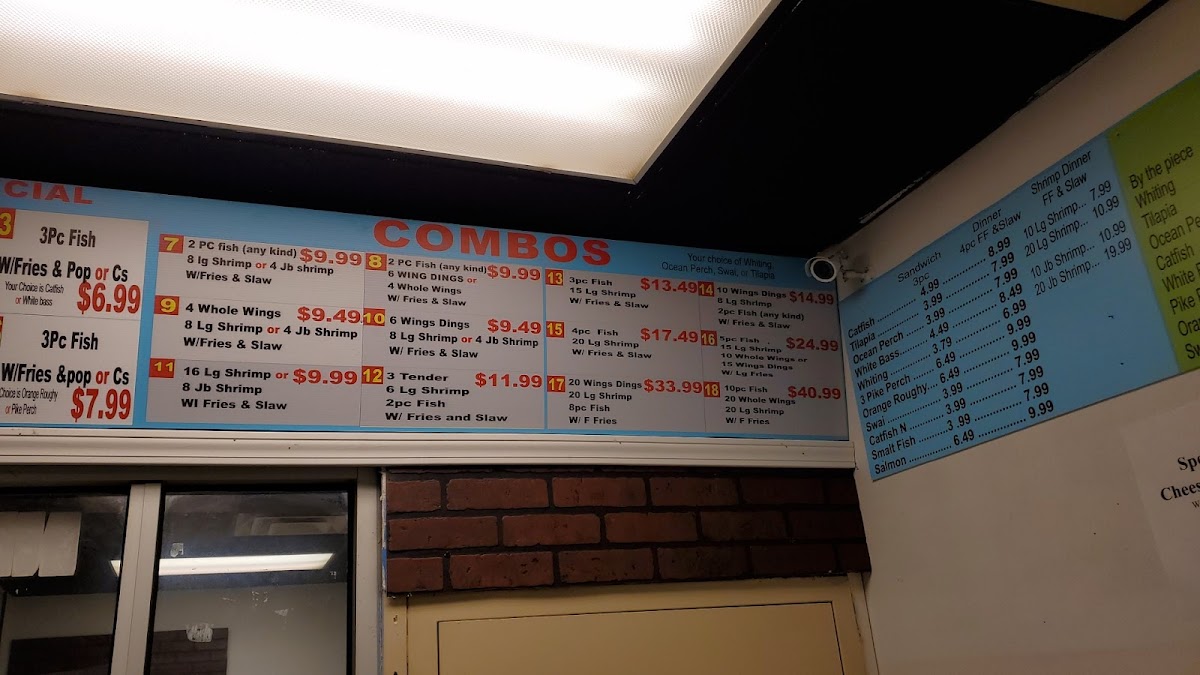 CIAL
3
3Pc Fish
W/Fries & Pop or Cs
Your Choice is Catfish
or White bass
$6.99
3Pc Fish
W/Fries &pop or Cs
Choice is Orange Roughy
or Pike Perch
$7.99
COMBOS
Your choice of Whiting,
Ocean Perch, Swai, or Tilapia
7 2 PC fish (any kind) $9.99
8 lg Shrimp or 4 Jb shrimp
W/Fries & Slaw
8 2 PC Fish (any kind) $9.99
6 WING DINGS or
4 Whole Wings
W/ Fries & Slaw
13 3pc Fish $13.49
15 Lg Shrimp
W/ Fries & Slaw
14 10 Wings Dings $14.99
8 Lg Shrimp
2pc Fish (any kind)
W/ Fries & Slaw
9 4 Whole Wings $9.49
8 Lg Shrimp or 4 Jb Shrimp
W/Fries & Slaw
10 6 Wings Dings $9.49
8 Lg Shrimp or 4 Jb Shrimp
W/ Fries & Slaw
15 4pc Fish $17.49
20 Lg Shrimp
W/ Fries & Slaw
16 5pc Fish $24.99
15 Lg Shrimp
10 Whole Wings or
15 Wings Dings
W/ Lg Fries
11 16 Lg Shrimp or $9.99
8 Jb Shrimp
WI Fries & Slaw
12 3 Tender $11.99
6 Lg Shrimp
2pc Fish
W/ Fries and Slaw
17 20 Wings Dings $33.99
20 Lg Shrimp
8pc Fish
W/ F Fries
18 10pc Fish $40.99
20 Whole Wings
20 Lg Shrimp
W/ F Fries
Sandwich Dinner
3pc 4pc FF &Slaw
Catfish 4.99 8.99
Tilapia 3.99 7.99
Ocean Perch 3.99 7.99
White Bass 4.49 8.49
Whiting 3.79 6.99
3 Pike Perch 6.49 9.99
Orange Roughy 6.49 9.99
Swai 3.99 7.99
Catfish N 3.99 7.99
Smalt Fish 3 .99 7.99
Salmon 6.49 9.99
Shrimp Dinner
FF & Slaw
10 Lg Shrimp... 7.99
20 Lg Shrimp... 10.99
10 Jb Shrimp... 10.99
20 Jb Shrimp... 19.99
By the piece
Whiting
Tilapia
Ocean Pe
Catfish
White B
Pike
Oran
Sw
Spe
Chees
w